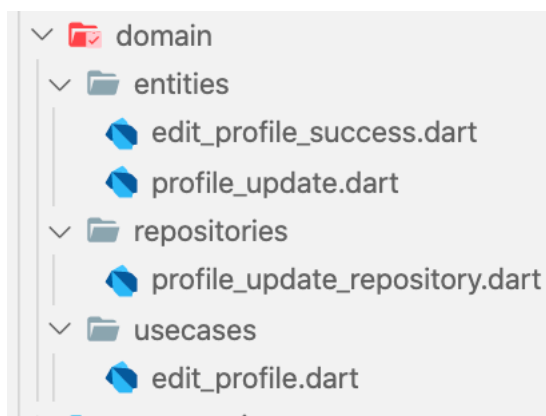 domain
entities
edit_profile_success.dart
profile_update.dart
repositories
profile_update_repository.dart
usecases
edit_profile.dart